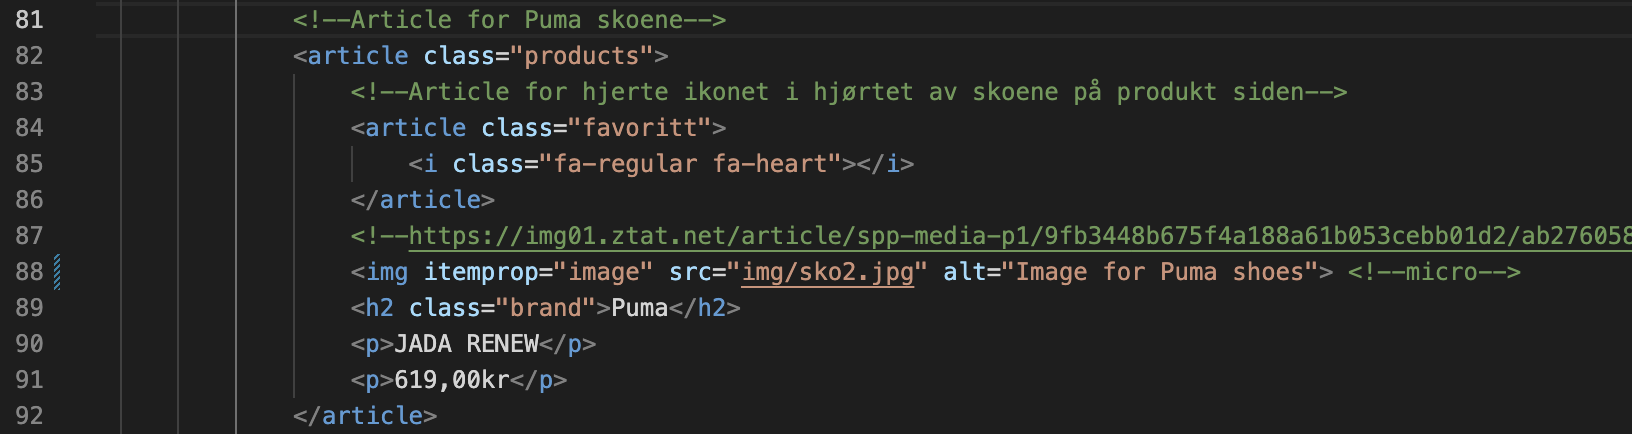 81 <!--Article for Puma skoene-->
82 <article class="products">
83 <!--Article for hjerte ikonet i hjørtet av skoene på produkt siden-->
84 <article class="favoritt">
85 <i class="fa-regular fa-heart"></i>
86 </article>
87 <!--https://img01.ztat.net/article/spp-media-p1/9fb3448b675f4a188a61b053cebb01d2/ab276058
88 <img itemprop="image" src="img/sko2.jpg" alt="Image for Puma shoes"> <!--micro-->
89 <h2 class="brand">Puma</h2>
90 <p>JADA RENEW</p>
91 <p>619,00kr</p>
92 </article>